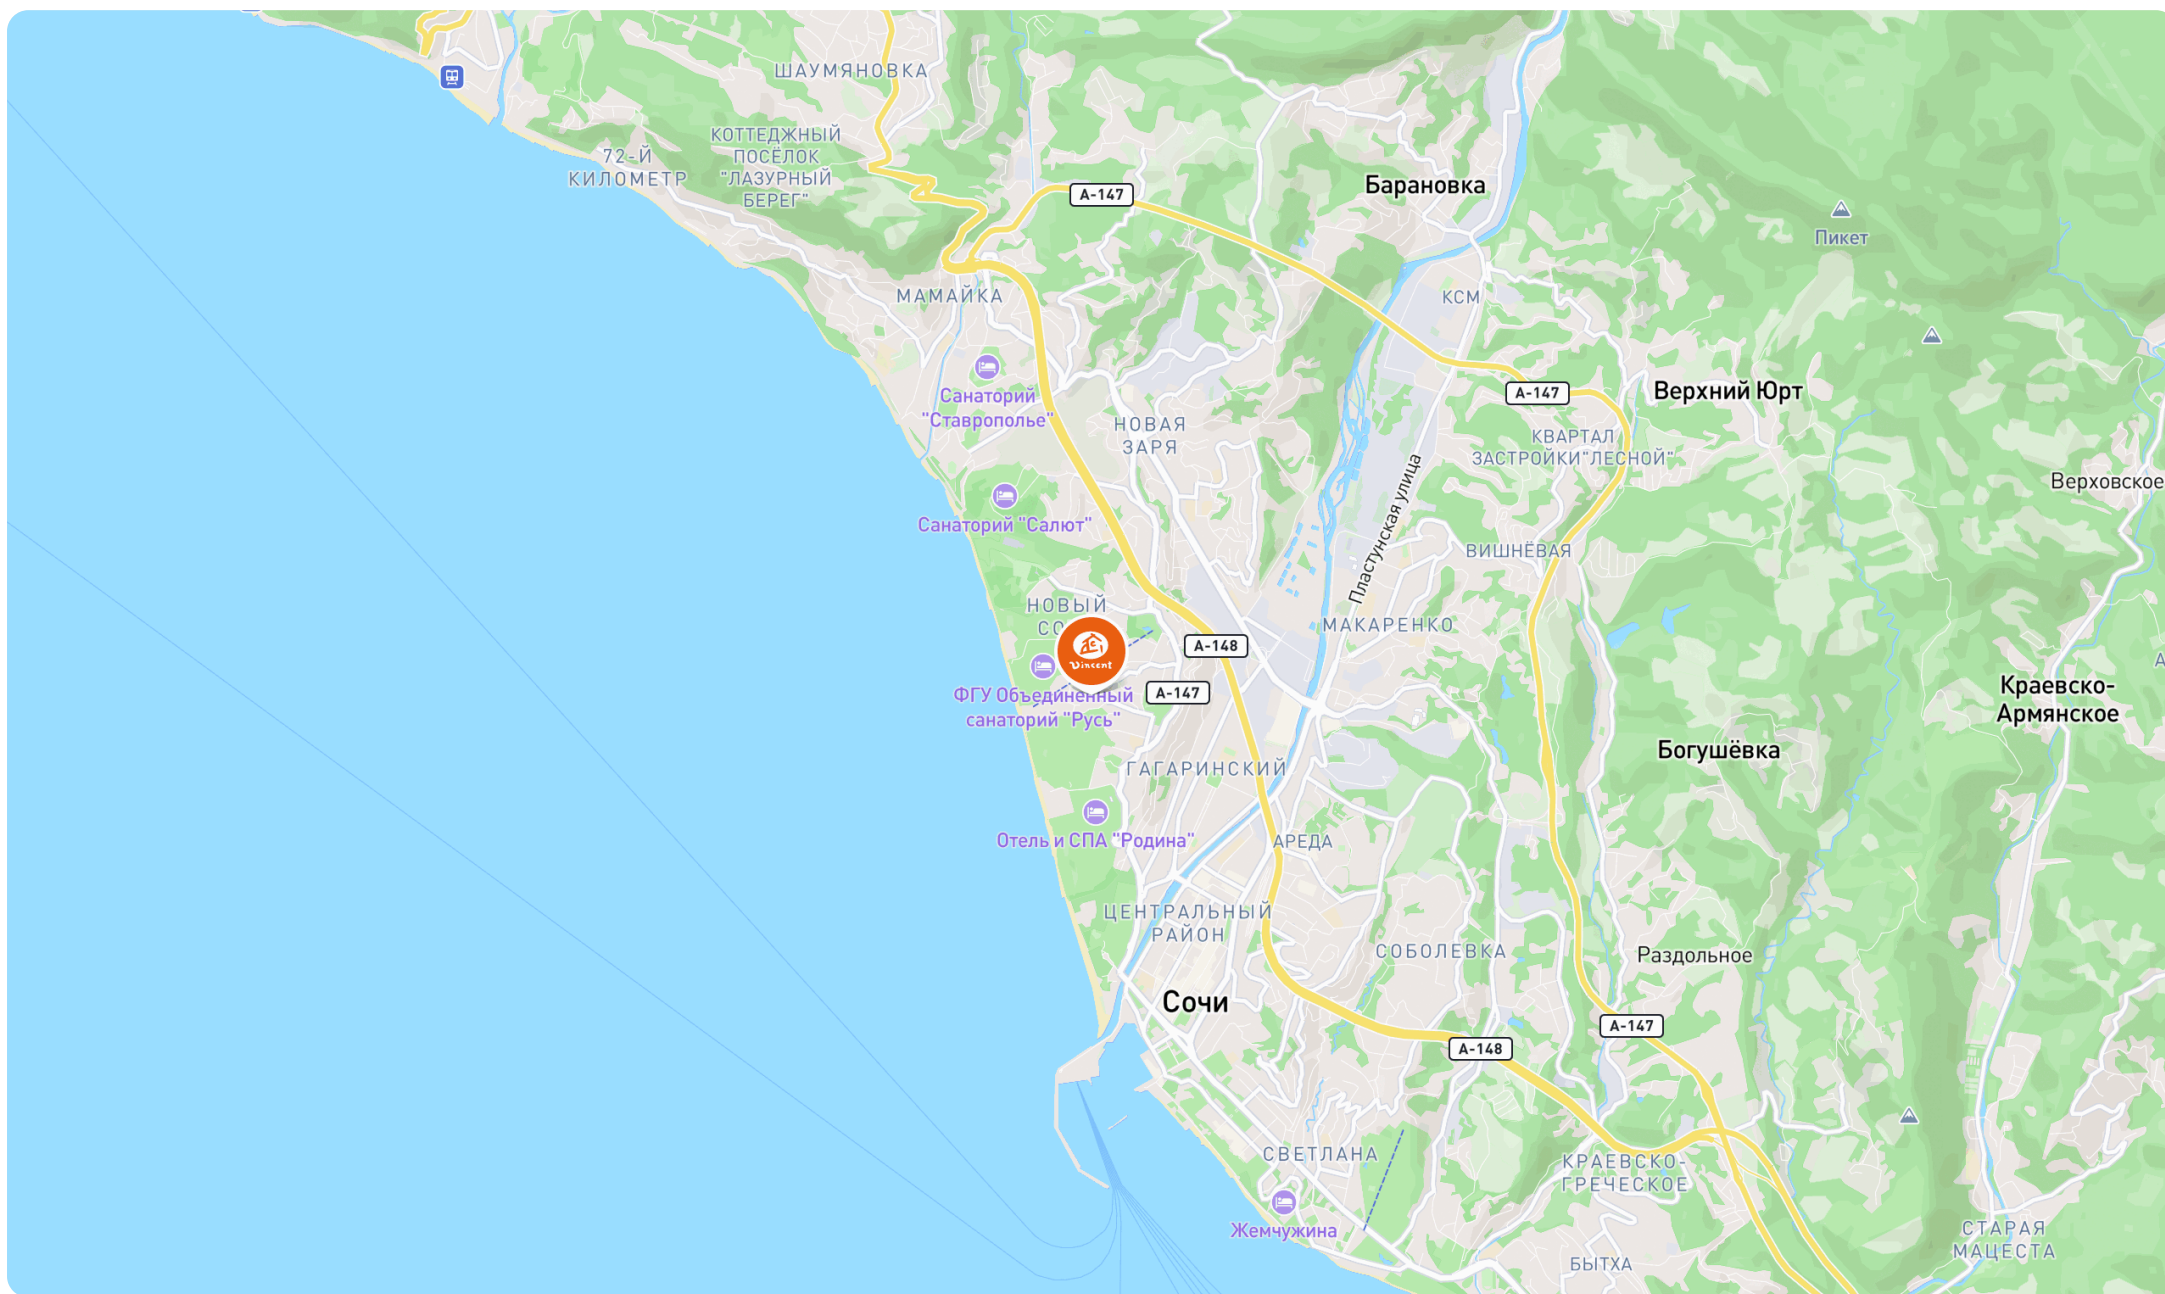 ШАУМЯНОВКА
КОТТЕДЖНЫЙ
ПОСЁЛОК
"ЛАЗУРНЫЙ
БЕРЕГ"
72-Й
КИЛОМЕТР
А-147
Барановка
Пикет
МАМАЙКА
КСМ
Санаторий
"Ставрополье"
НОВАЯ
ЗАРЯ
А-147
Верхний Юрт
КВАРТАЛ
ЗАСТРОЙКИ"ЛЕСНОЙ"
Верховское
Санаторий "Салют"
Пластунская улица
ВИШНЁВАЯ
НОВЫЙ
СО
Vincent
А-148
МАКАРЕНКО
А
ФГУ Объединенный
санаторий "Русь"
А-147
Краевско-
Армянское
Богушёвка
ГАГАРИНСКИЙ
Отель и СПА "Родина"
АРЕДА
ЦЕНТРАЛЬНЫЙ
РАЙОН
СОБОЛЕВКА
Раздольное
Сочи
А-147
А-148
СВЕТЛАНА
КРАЕВСКО-
ГРЕЧЕСКОЕ
Жемчужина
СТАРАЯ
МАЦЕСТА
БЫТХА